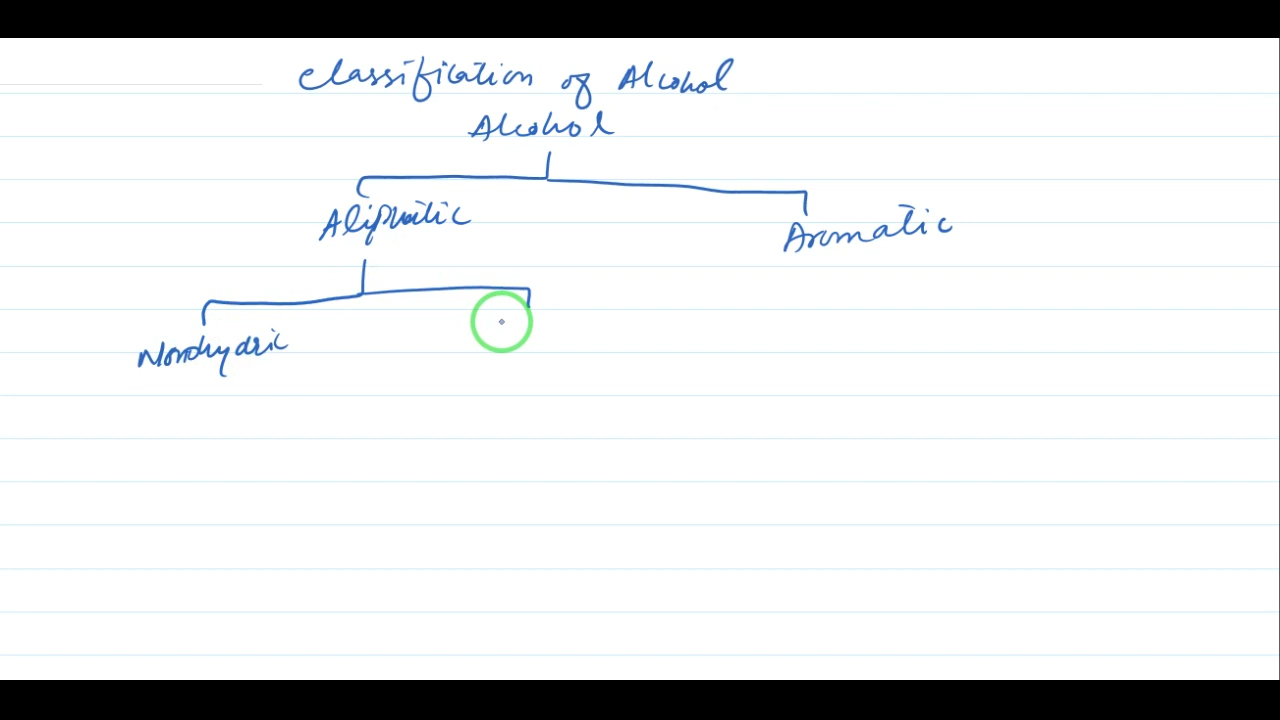 classification of Alcohol
Alcohol
Aliphatic
Aromatic
Monohydric